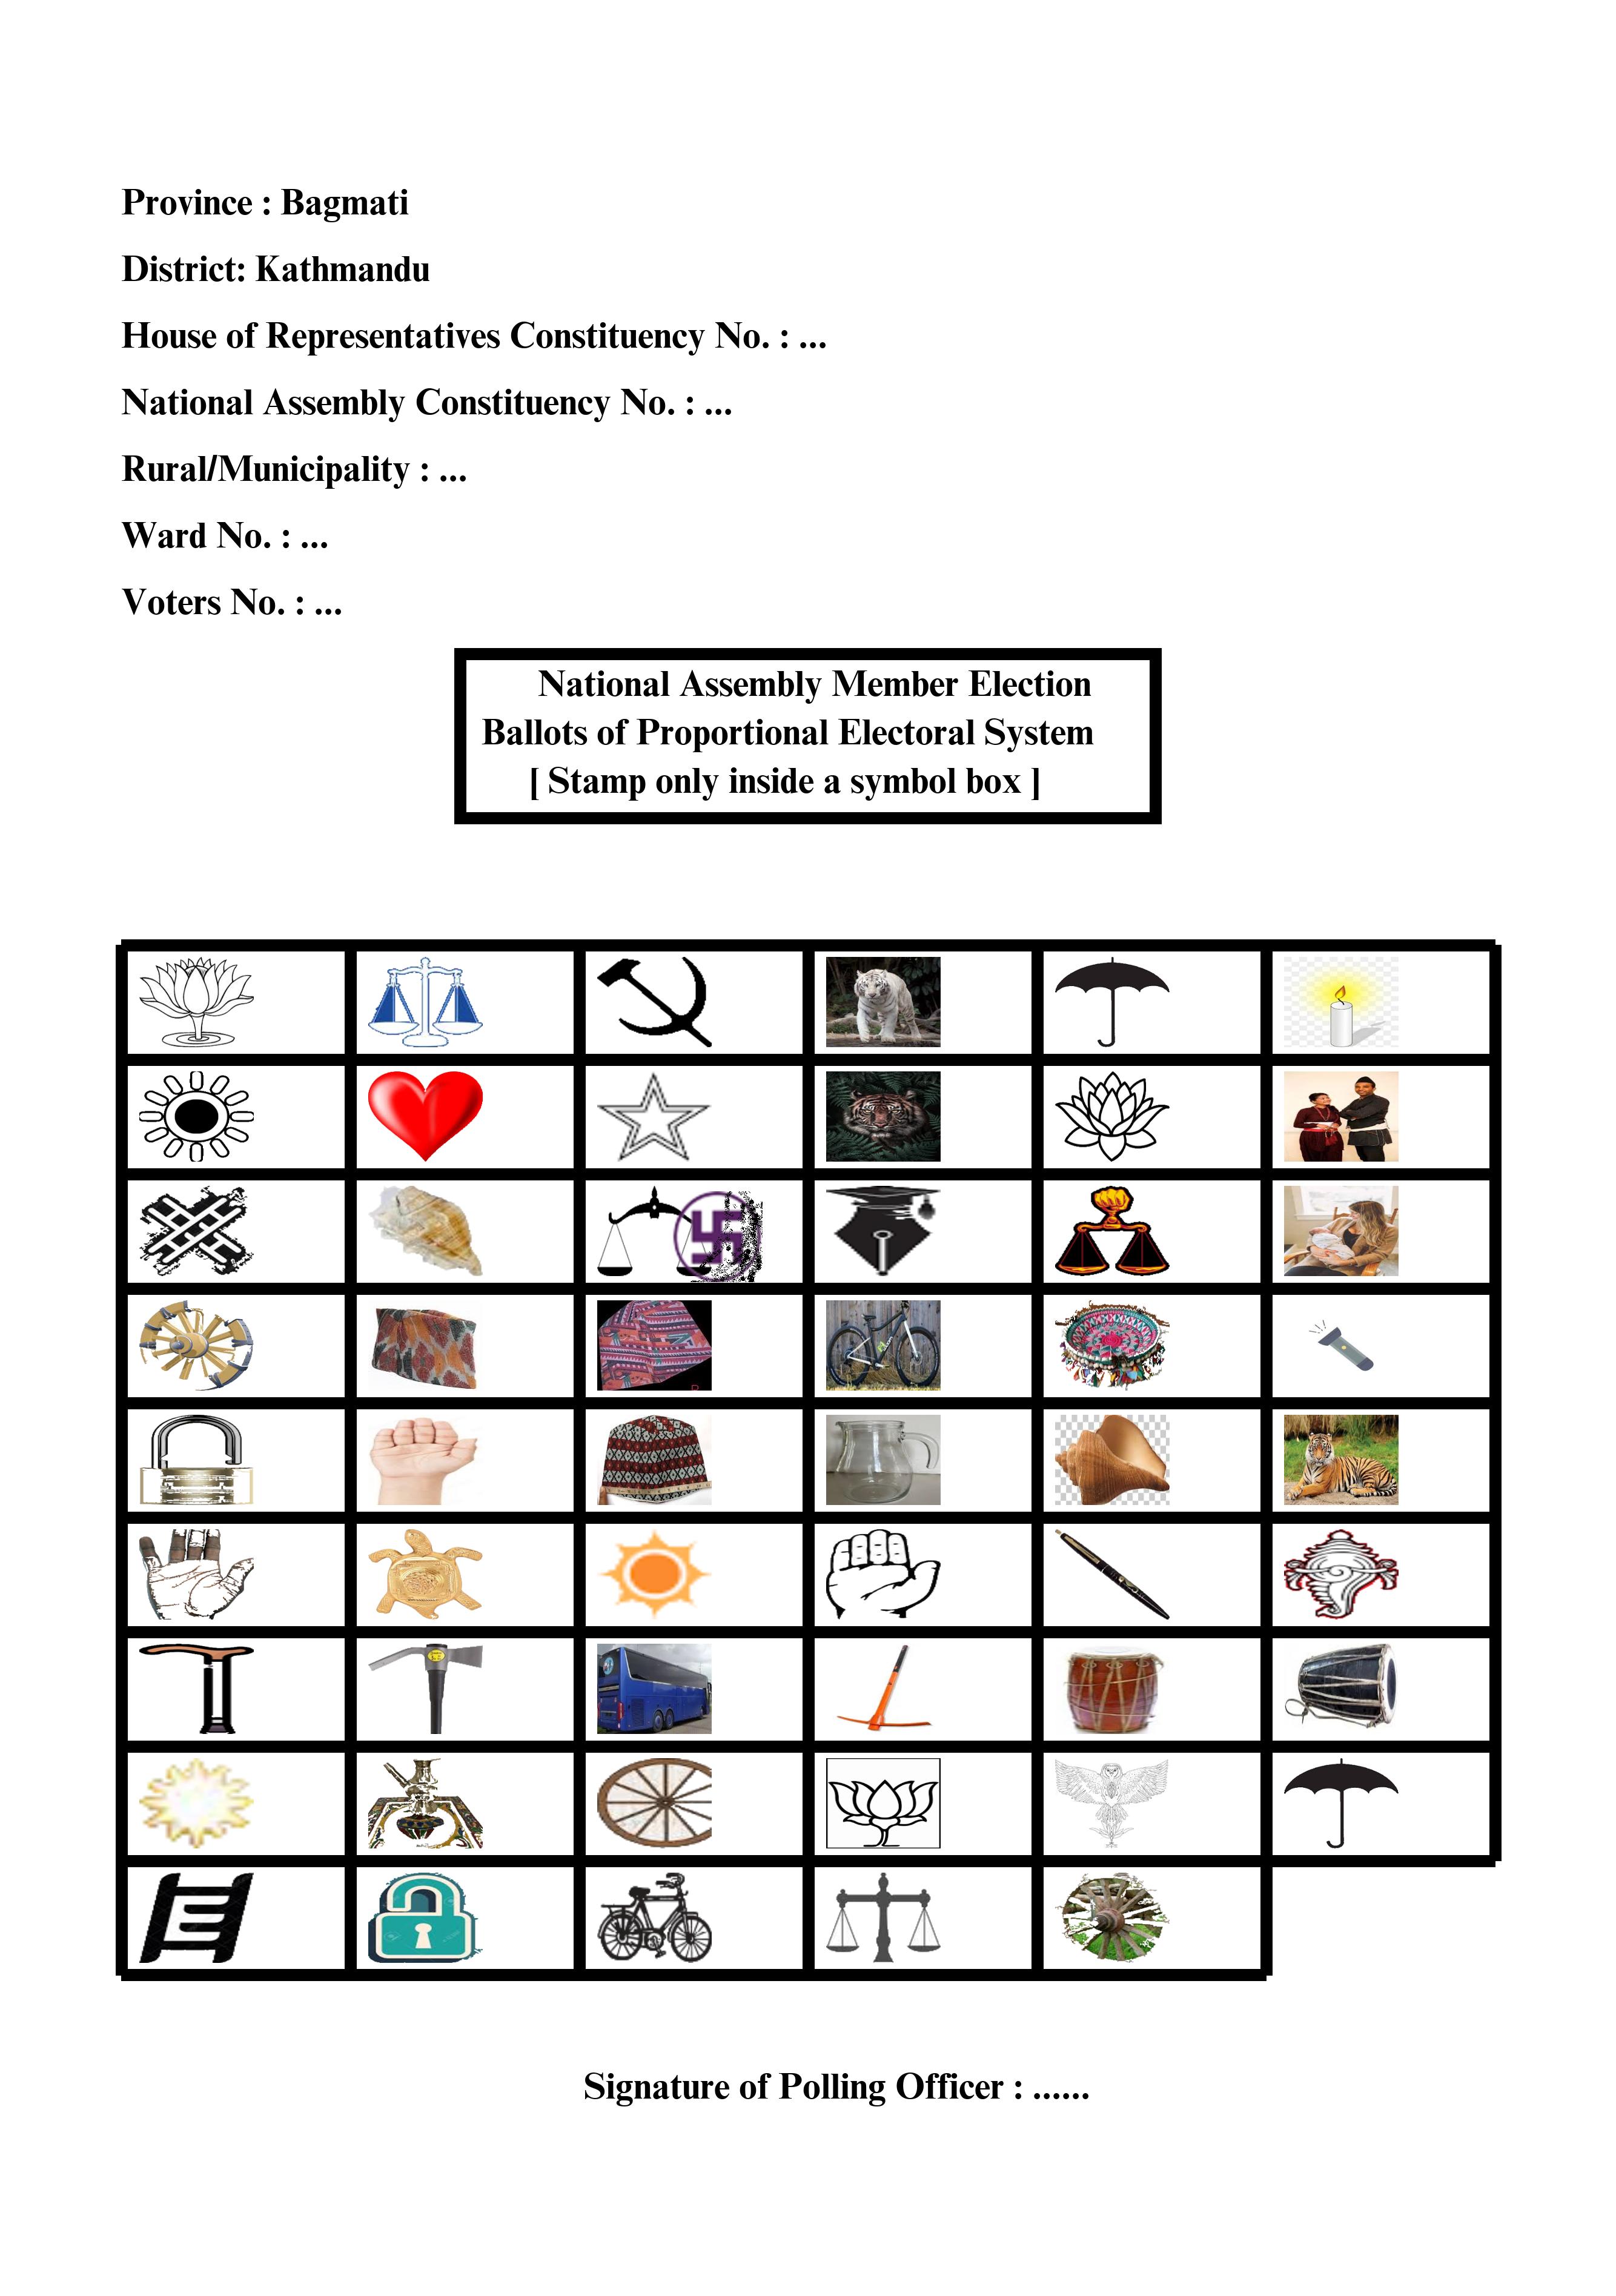 Province : Bagmati
District: Kathmandu
House of Representatives Constituency No. : ...
National Assembly Constituency No. : ...
Rural/Municipality : ...
Ward No. : ...
Voters No. : ...
National Assembly Member Election
Ballots of Proportional Electoral System
[ Stamp only inside a symbol box ]
Signature of Polling Officer : ......